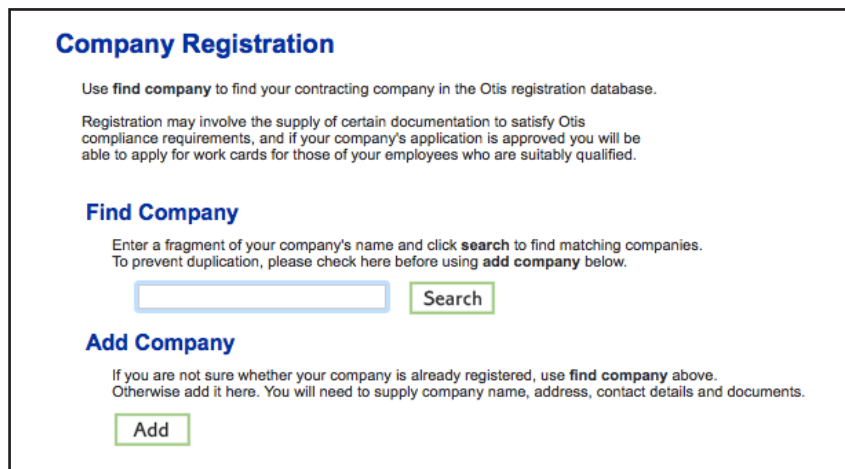 Company Registration
Use find company to find your contracting company in the Otis registration database.
Registration may involve the supply of certain documentation to satisfy Otis
compliance requirements, and if your company's application is approved you will be
able to apply for work cards for those of your employees who are suitably qualified.
Find Company
Enter a fragment of your company's name and click search to find matching companies.
To prevent duplication, please check here before using add company below.
Search
Add Company
If you are not sure whether your company is already registered, use find company above.
Otherwise add it here. You will need to supply company name, address, contact details and documents.
Add